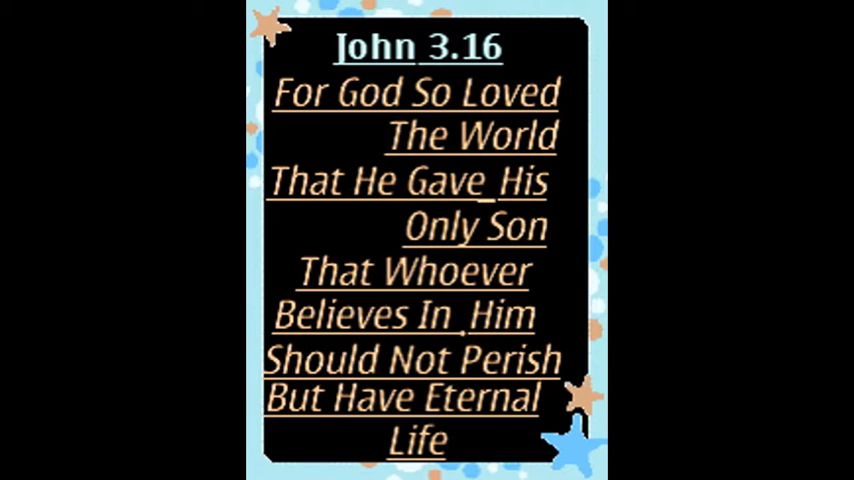 John 3.16
For God So Loved
The World
That He Gave His
Only Son
That Whoever
Believes In Him
Should Not Perish
But Have Eternal
Life